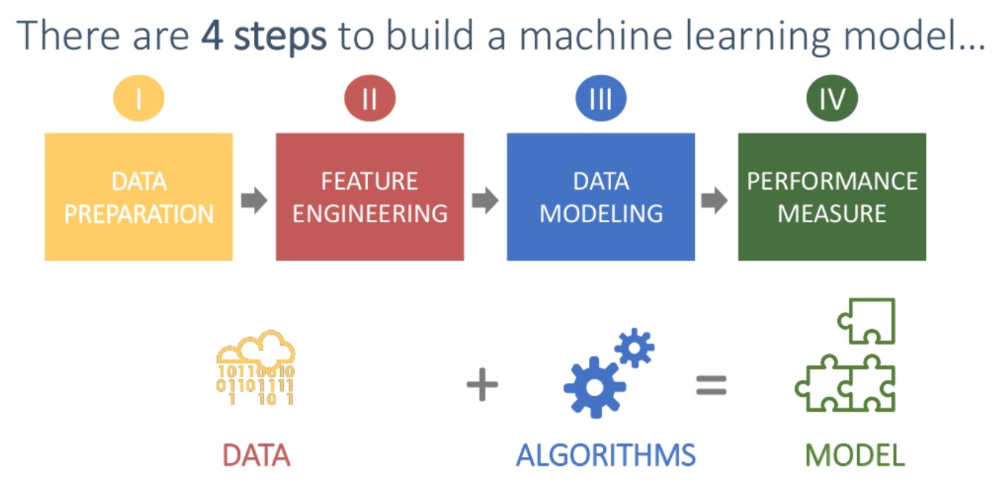 There are 4 steps to build a machine learning model...
I
II
III
IV
DATA
PREPARATION
FEATURE
ENGINEERING
DATA
MODELING
PERFORMANCE
MEASURE
10110010
01101111
1 10 1
+
=
DATA
ALGORITHMS
MODEL